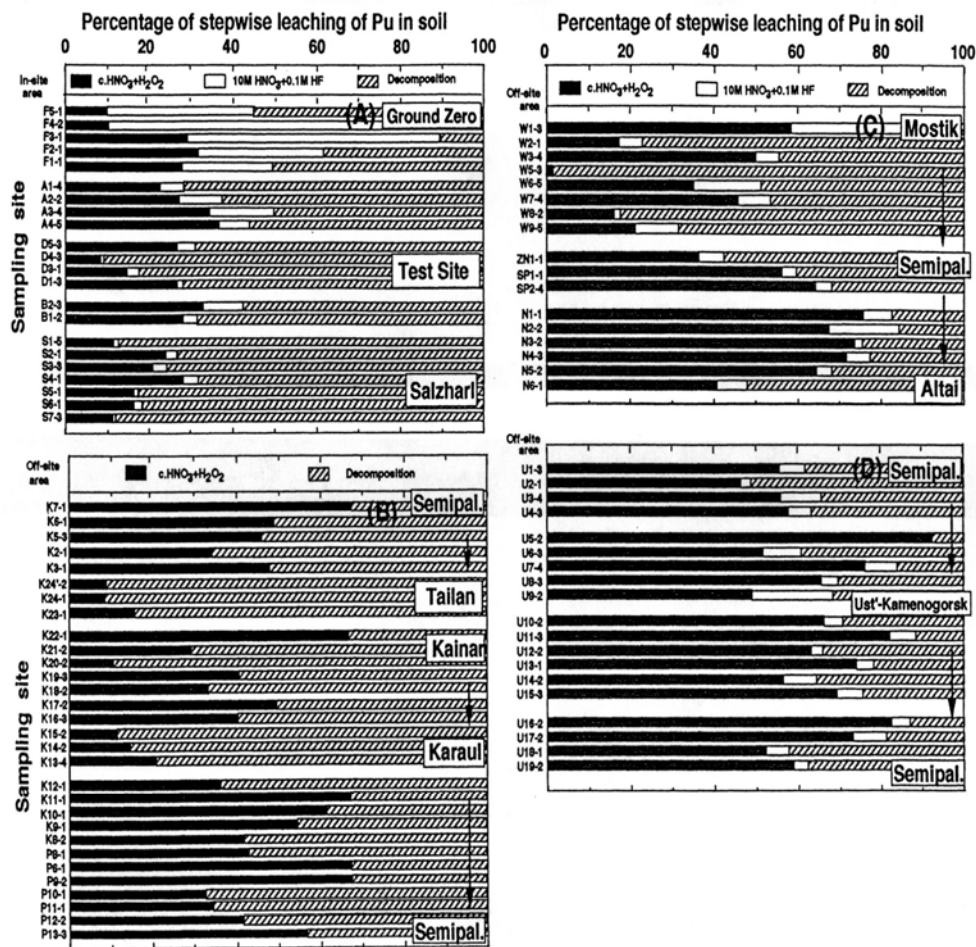 Percentage of stepwise leaching of Pu in soil
0 20 40 60 80 100
In-site area
c.HNO₃+H₂O₂ 10M HNO₃+0.1M HF Decomposition
(A) Ground Zero
F5-1
F4-2
F3-1
F2-1
F1-1
A1-4
A2-2
A3-4
A4-5
D5-3
D4-3
D3-1
D1-3
Test Site
B2-3
B1-2
S1-5
S2-1
S3-3
S4-1
S5-1
S6-1
S7-3
Salzharl
Sampling site
Off-site area
c.HNO₃+H₂O₂ Decomposition
(B) Semipal.
K7-1
K6-1
K5-3
K2-1
K3-1
K24'-2
K24-1
K23-1
Tailan
K22-1
K21-2
K20-2
Kainar
K19-3
K18-2
K17-2
K16-3
K15-2
K14-2
K13-4
Karaul
K12-1
K11-1
K10-1
K9-1
K8-2
P8-1
P6-1
P9-2
P10-1
P11-1
P12-2
P13-3
Semipal.
Sampling site
Percentage of stepwise leaching of Pu in soil
0 20 40 60 80 100
Off-site area
c.HNO₃+H₂O₂ 10M HNO₃+0.1M HF Decomposition
(C) Mostik
W1-3
W2-1
W3-4
W5-3
W6-5
W7-4
W8-2
W9-5
ZN1-1
SP1-1
SP2-4
Semipal.
N1-1
N2-2
N3-2
N4-3
N5-2
N6-1
Altai
Off-site area
(D) Semipal.
U1-3
U2-1
U3-4
U4-3
U5-2
U6-3
U7-4
U8-3
U9-2
Ust'-Kamenogorsk
U10-2
U11-3
U12-2
U13-1
U14-2
U15-3
U16-2
U17-2
U18-1
U19-2
Semipal.